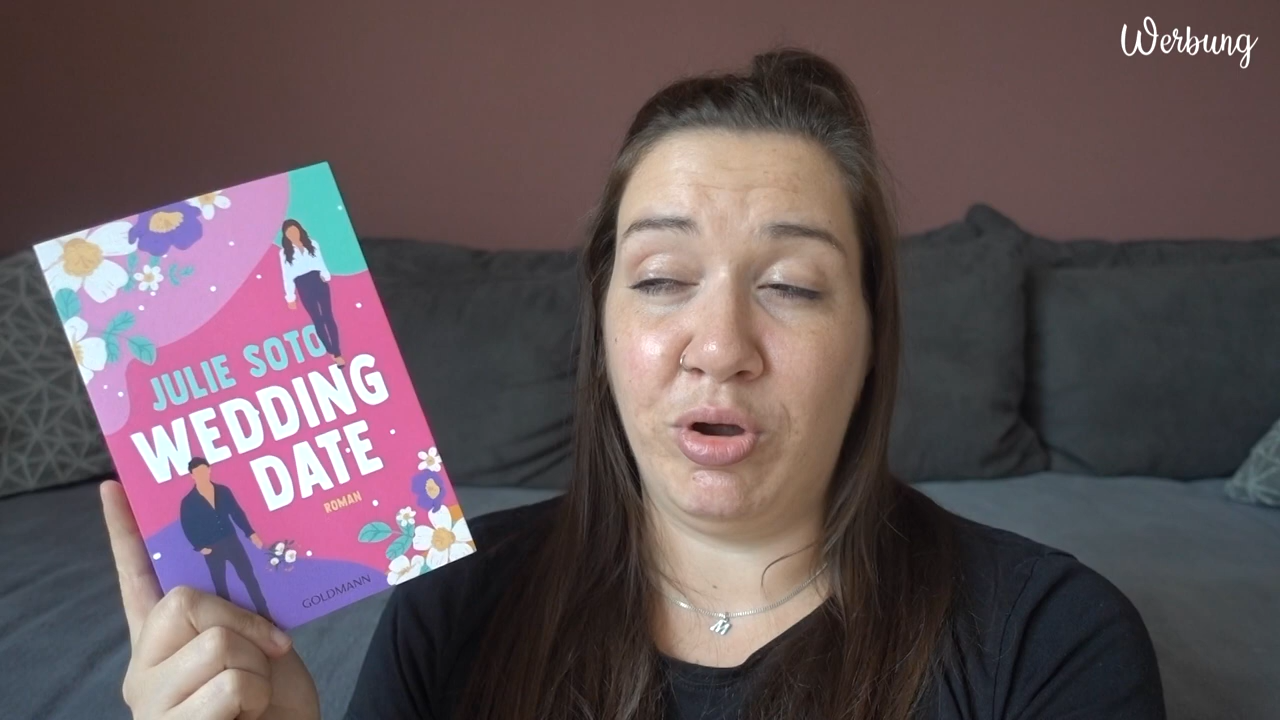 Werbung
JULIE SOTO
WEDDING
DATE
ROMAN
GOLDMANN
M